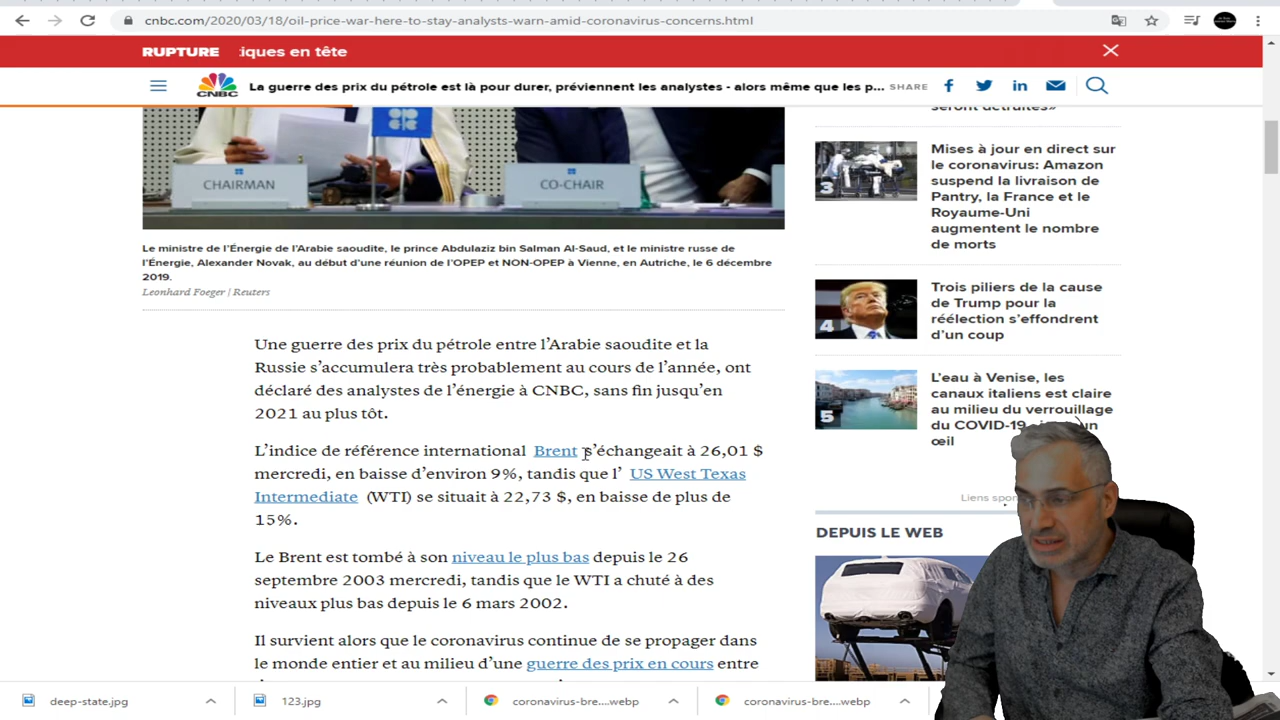 cnbc.com/2020/03/18/oil-price-war-here-to-stay-analysts-warn-amid-coronavirus-concerns.html
RUPTURE tiques en tête
CNBC
La guerre des prix du pétrole est là pour durer, préviennent les analystes - alors même que les p...
SHARE
CHAIRMAN
CO-CHAIR
Le ministre de l'Énergie de l'Arabie saoudite, le prince Abdulaziz bin Salman Al-Saud, et le ministre russe de
l'Énergie, Alexander Novak, au début d'une réunion de l'OPEP et NON-OPEP à Vienne, en Autriche, le 6 décembre
2019.
Leonhard Foeger | Reuters
Une guerre des prix du pétrole entre l'Arabie saoudite et la
Russie s'accumulera très probablement au cours de l'année, ont
déclaré des analystes de l'énergie à CNBC, sans fin jusqu'en
2021 au plus tôt.
L'indice de référence international Brent s'échangeait à 26,01 $
mercredi, en baisse d'environ 9%, tandis que l' US West Texas
Intermediate (WTI) se situait à 22,73 $, en baisse de plus de
15%.
Le Brent est tombé à son niveau le plus bas depuis le 26
septembre 2003 mercredi, tandis que le WTI a chuté à des
niveaux plus bas depuis le 6 mars 2002.
Il survient alors que le coronavirus continue de se propager dans
le monde entier et au milieu d'une guerre des prix en cours entre
seront détruites»
3
Mises à jour en direct sur
le coronavirus: Amazon
suspend la livraison de
Pantry, la France et le
Royaume-Uni
augmentent le nombre
de morts
4
Trois piliers de la cause
de Trump pour la
réélection s'effondrent
d'un coup
5
L'eau à Venise, les
canaux italiens est claire
au milieu du verrouillage
du COVID-19 un
œil
Liens
DEPUIS LE WEB
deep-state.jpg
123.jpg
coronavirus-bre....webp
coronavirus-bre....webp